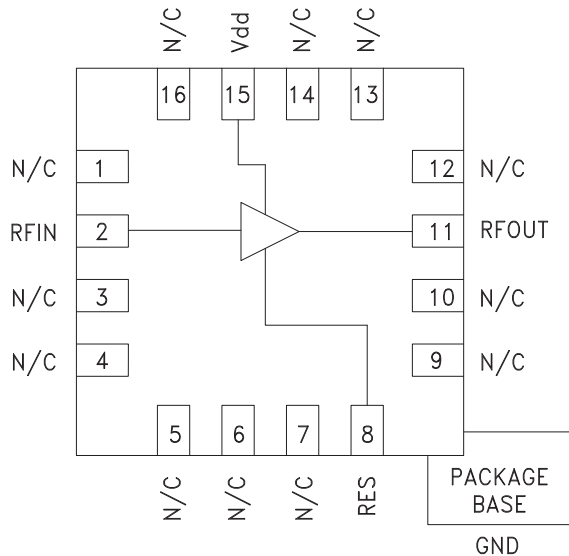 N/C Vdd N/C N/C
16 15 14 13
N/C 1 12 N/C
RFIN 2 11 RFOUT
N/C 3 10 N/C
N/C 4 9 N/C
5 6 7 8
N/C N/C N/C RES
PACKAGE
BASE
GND